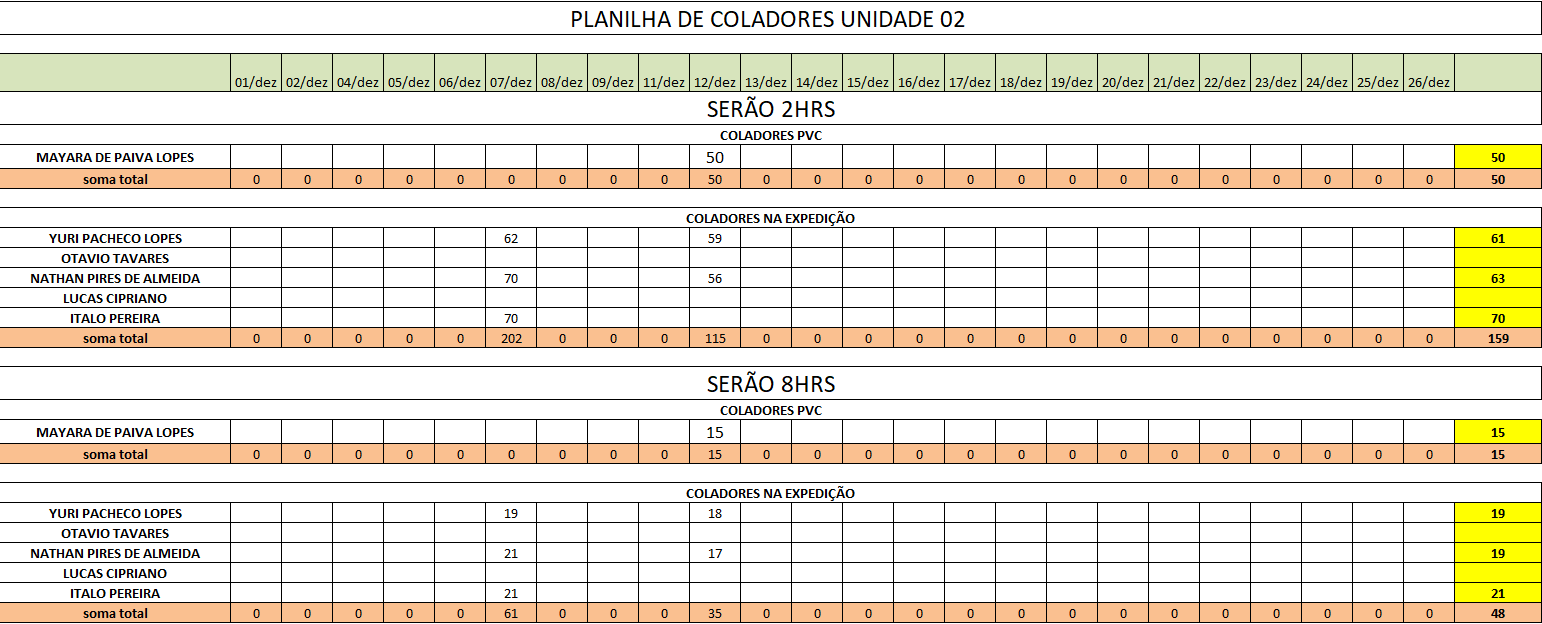 PLANILHA DE COLADORES UNIDADE 02
01/dez 02/dez 04/dez 05/dez 06/dez 07/dez 08/dez 09/dez 11/dez 12/dez 13/dez 14/dez 15/dez 16/dez 17/dez 18/dez 19/dez 20/dez 21/dez 22/dez 23/dez 24/dez 25/dez 26/dez
SERÃO 2HRS
COLADORES PVC
MAYARA DE PAIVA LOPES 50 50
soma total 0 0 0 0 0 0 0 0 0 50 0 0 0 0 0 0 0 0 0 0 0 0 0 0 50
COLADORES NA EXPEDIÇÃO
YURI PACHECO LOPES 62 59 61
OTAVIO TAVARES
NATHAN PIRES DE ALMEIDA 70 56 63
LUCAS CIPRIANO
ITALO PEREIRA 70 70
soma total 0 0 0 0 0 202 0 0 0 115 0 0 0 0 0 0 0 0 0 0 0 0 0 0 159
SERÃO 8HRS
COLADORES PVC
MAYARA DE PAIVA LOPES 15 15
soma total 0 0 0 0 0 0 0 0 0 15 0 0 0 0 0 0 0 0 0 0 0 0 0 0 15
COLADORES NA EXPEDIÇÃO
YURI PACHECO LOPES 19 18 19
OTAVIO TAVARES
NATHAN PIRES DE ALMEIDA 21 17 19
LUCAS CIPRIANO
ITALO PEREIRA 21 21
soma total 0 0 0 0 0 61 0 0 0 35 0 0 0 0 0 0 0 0 0 0 0 0 0 0 48